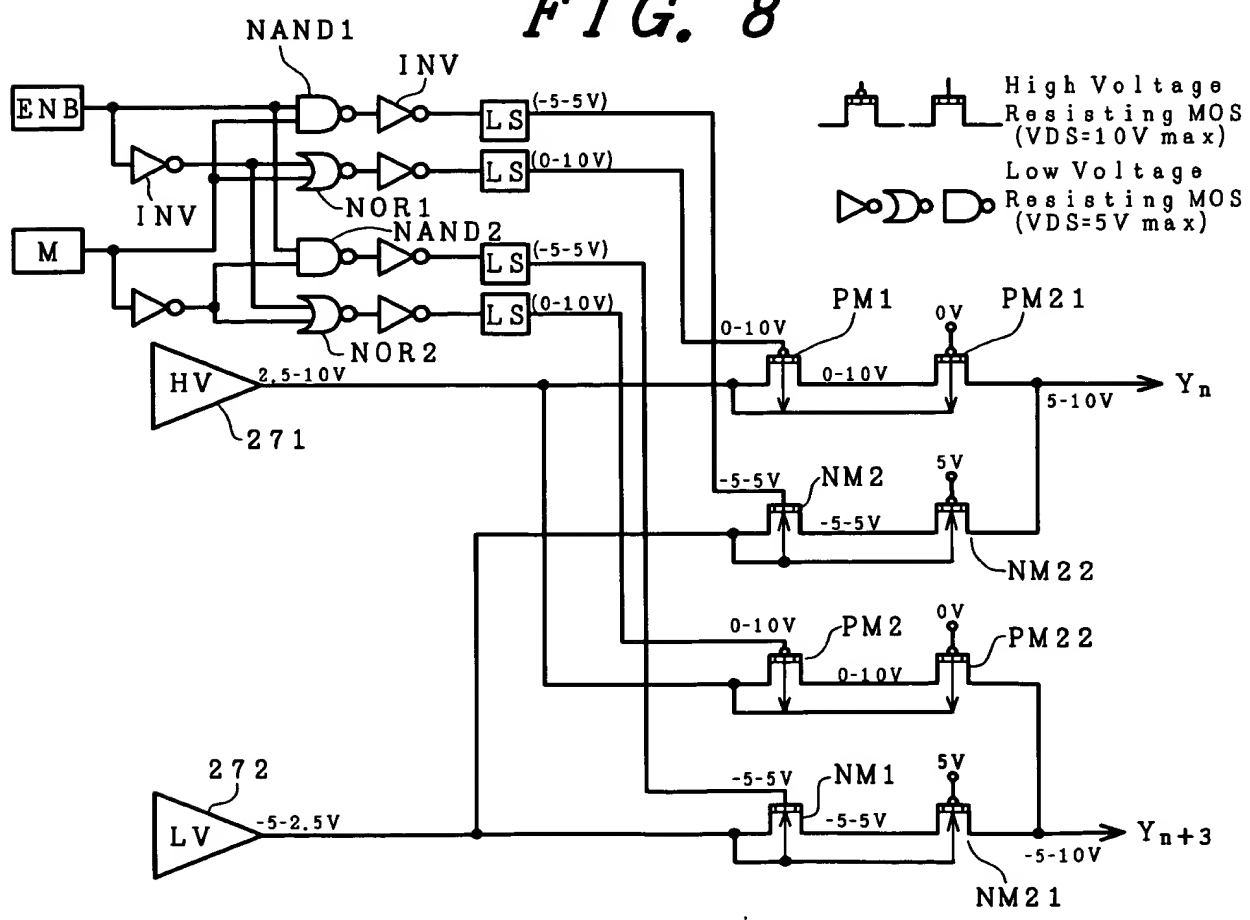 FIG. 8
NAND1
INV
ENB
LS
(-5-5V)
High Voltage
Resisting MOS
(VDS=10V max)
LS
(0-10V)
INV
NOR1
Low Voltage
Resisting MOS
(VDS=5V max)
M
NAND2
LS
(-5-5V)
LS
(0-10V)
NOR2
PM1
PM21
0V
0-10V
HV
2.5-10V
0-10V
Yn
5-10V
271
-5-5V
NM2
5V
-5-5V
NM22
0V
0-10V
PM2
PM22
0-10V
272
-5-5V
NM1
5V
LV
-5-2.5V
-5-5V
Yn+3
-5-10V
NM21